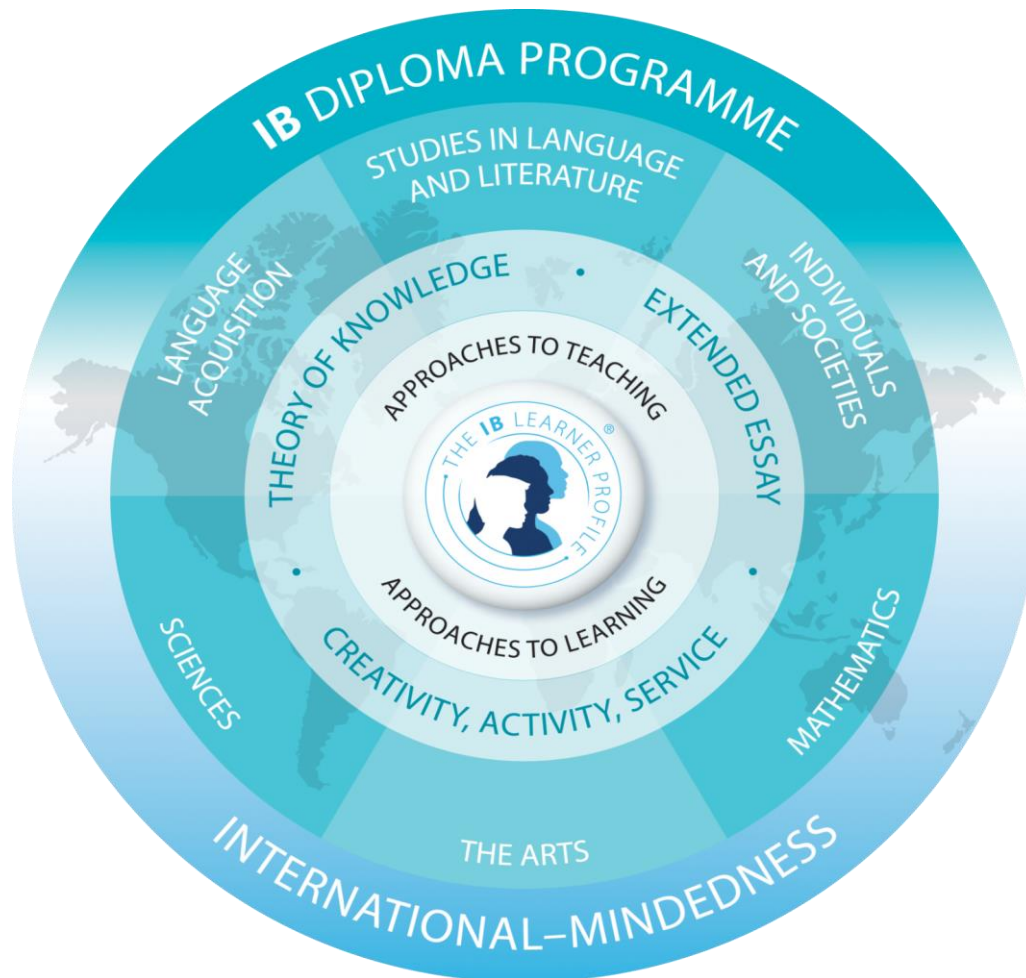 IB DIPLOMA PROGRAMME
STUDIES IN LANGUAGE
AND LITERATURE
LANGUAGE
ACQUISITION
INDIVIDUALS
AND SOCIETIES
THEORY OF KNOWLEDGE
•
EXTENDED ESSAY
APPROACHES TO TEACHING
THE IB LEARNER PROFILE®
APPROACHES TO LEARNING
•
CREATIVITY, ACTIVITY, SERVICE
•
SCIENCES
MATHEMATICS
THE ARTS
INTERNATIONAL–MINDEDNESS